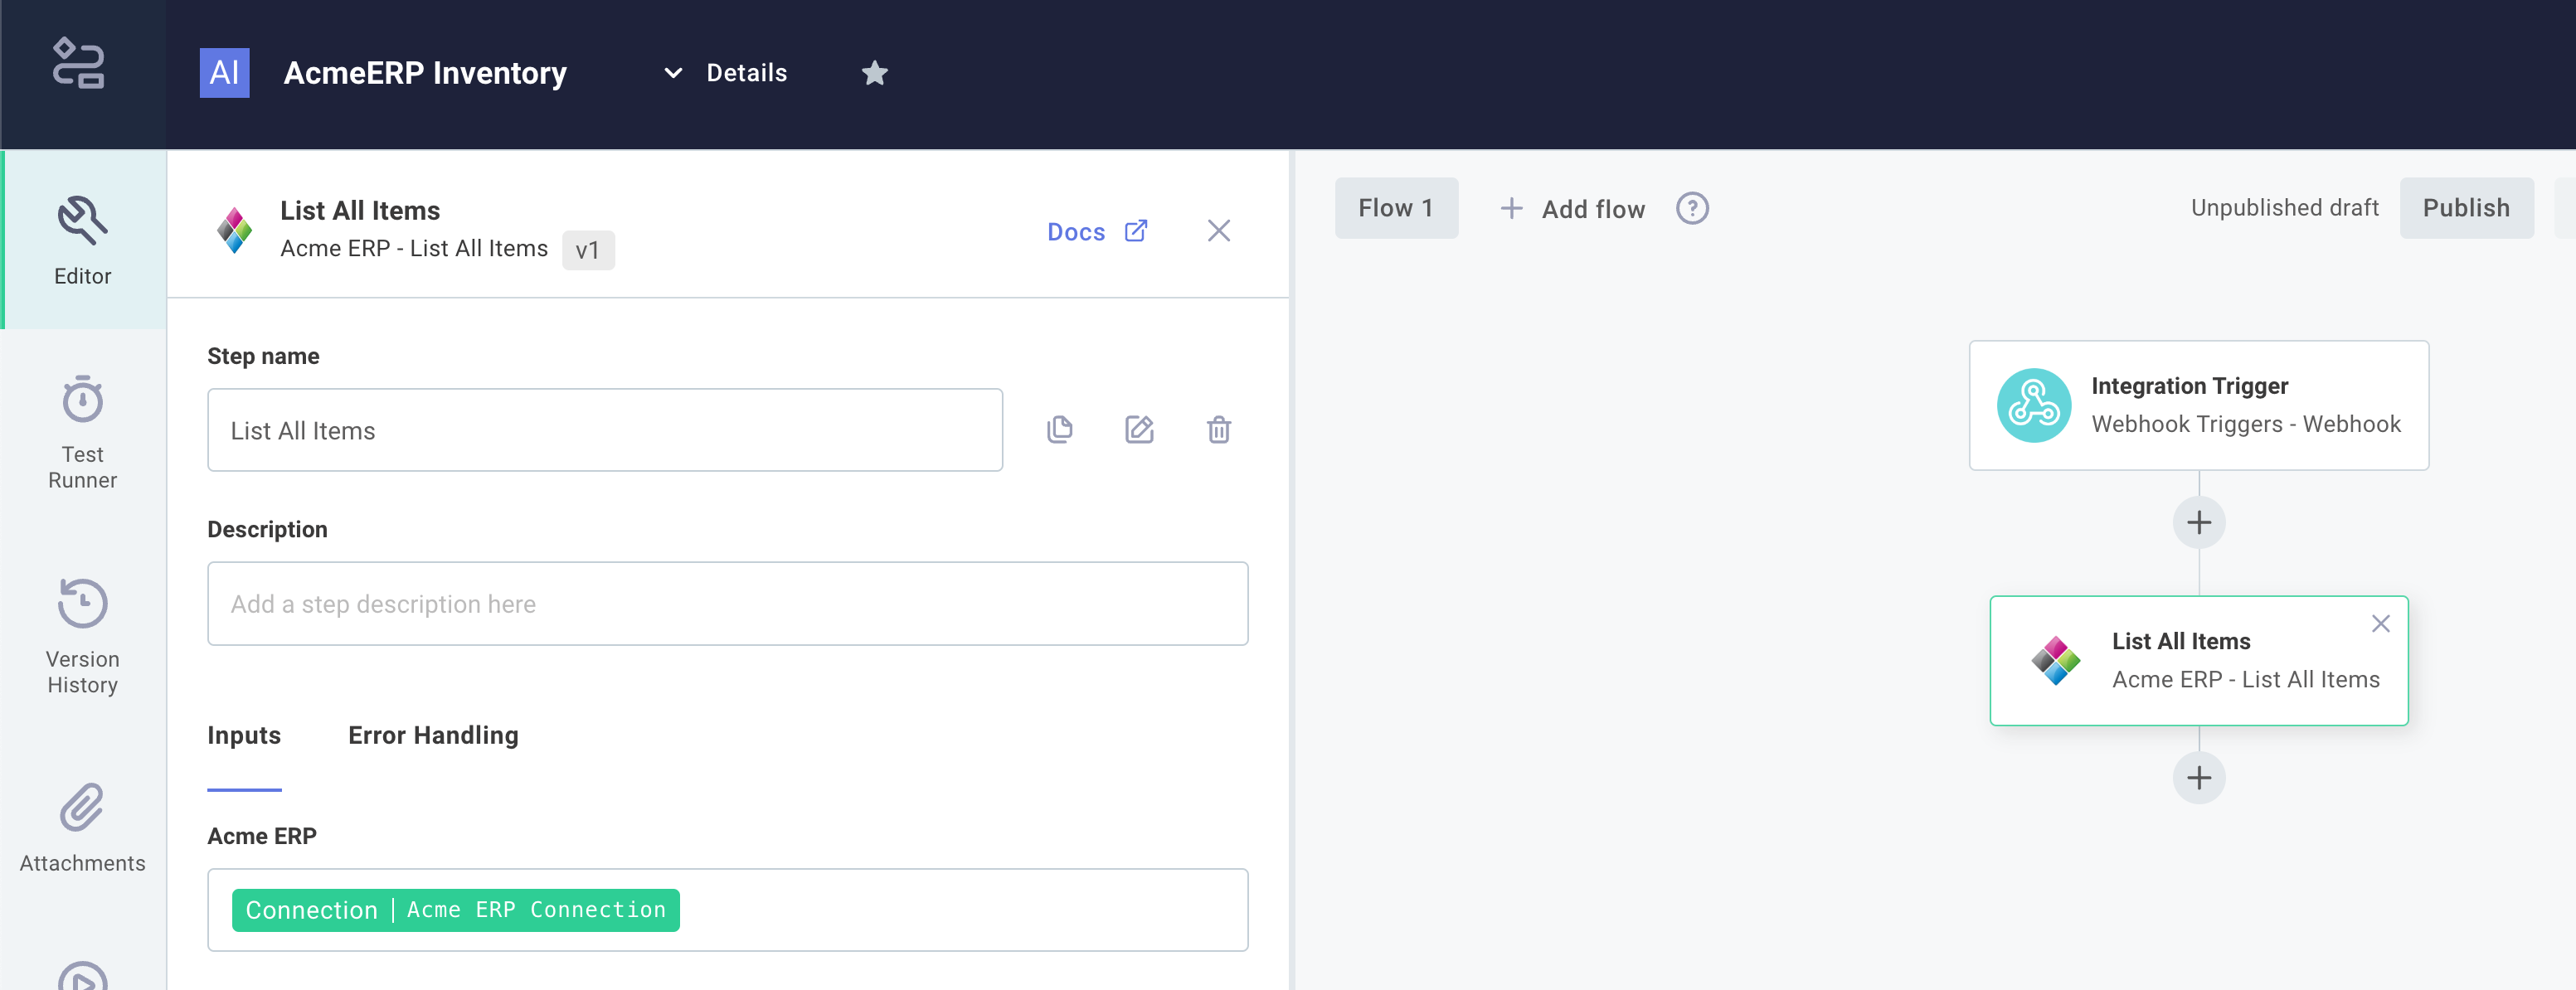 AI AcmeERP Inventory Details
Editor
Test
Runner
Version
History
Attachments
List All Items
Acme ERP - List All Items v1
Docs
Step name
List All Items
Description
Add a step description here
Inputs Error Handling
Acme ERP
Connection | Acme ERP Connection
Flow 1 + Add flow ? Unpublished draft Publish
Integration Trigger
Webhook Triggers - Webhook
List All Items
Acme ERP - List All Items